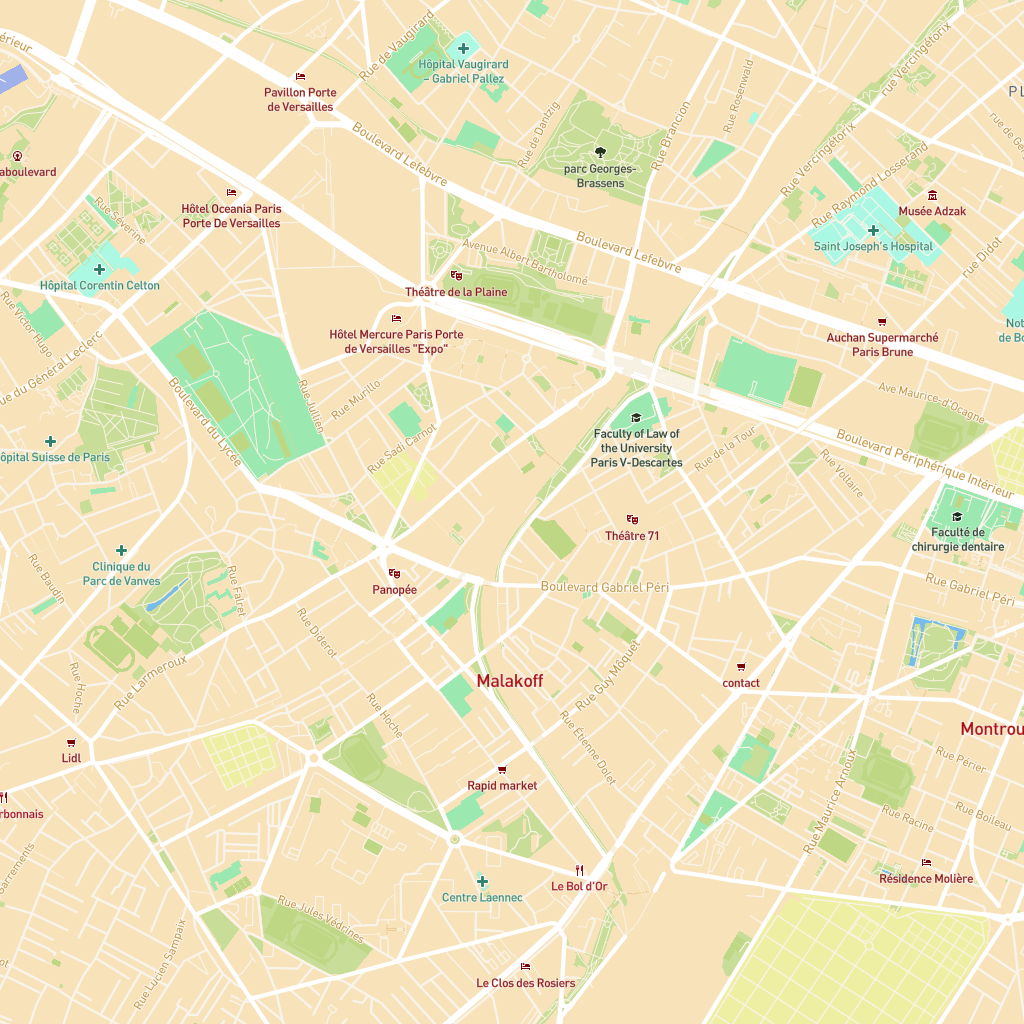 érieur
Rue de Vaugirard
Hôpital Vaugirard
– Gabriel Pallez
rue Vercingétorix
Pavillon Porte
de Versailles
Rue Rosenwald
Rue Brancion
Rue de Dantzig
Boulevard Lefebvre
parc Georges-
Brassens
Rue Vercingétorix
Rue Raymond Losserand
aboulevard
Hôtel Oceania Paris
Porte De Versailles
Rue Séverine
Musée Adzak
Saint Joseph's Hospital
rue Didot
Boulevard Lefebvre
Avenue Albert Bartholomé
Hôpital Corentin Celton
Théâtre de la Plaine
Rue Victor Hugo
Hôtel Mercure Paris Porte
de Versailles "Expo"
Auchan Supermarché
Paris Brune
Rue Murillo
Rue Jullien
Boulevard du Lycée
Ave Maurice-d'Ocagne
Rue Sadi Carnot
Faculty of Law of
the University
Paris V-Descartes
Rue de la Tour
Boulevard Périphérique Intérieur
Rue Voltaire
ôpital Suisse de Paris
Théâtre 71
Faculté de
chirurgie dentaire
Clinique du
Parc de Vanves
Panopée
Boulevard Gabriel Péri
Rue Gabriel Péri
Rue Baudin
Rue Falret
Rue Diderot
Rue Larmeroux
Rue Hoche
Malakoff
Rue Guy Môquet
contact
Rue Hoche
Rue Étienne Dolet
Lidl
Rapid market
Rue Périer
Rue Maurice Arnoux
Rue Boileau
Rue Racine
rbonnais
Centre Laennec
Le Bol d'Or
Résidence Molière
Rue Jules Védrines
Rue Lucien Sampaix
Le Clos des Rosiers